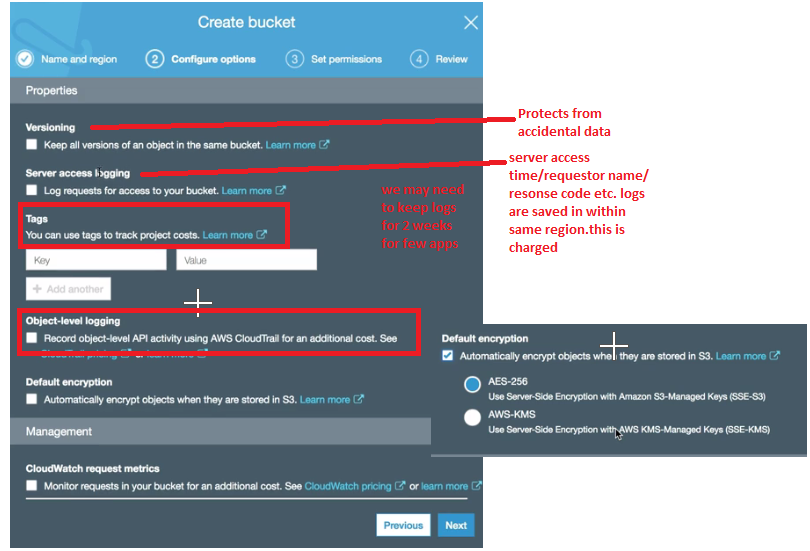 Create bucket
Name and region
2 Configure options
3 Set permissions
4 Review
Properties
Versioning
Keep all versions of an object in the same bucket. Learn more
Server access logging
Log requests for access to your bucket. Learn more
Tags
You can use tags to track project costs. Learn more
Key
Value
+ Add another
Object-level logging
Record object-level API activity using AWS CloudTrail for an additional cost. See
CloudTrail pricing or learn more
Default encryption
Automatically encrypt objects when they are stored in S3. Learn more
Management
CloudWatch request metrics
Monitor requests in your bucket for an additional cost. See CloudWatch pricing or learn more
Previous
Next
Protects from
accidental data
server access
time/requestor name/
resonse code etc. logs
are saved in within
same region.this is
charged
we may need
to keep logs
for 2 weeks
for few apps
Default encryption
Automatically encrypt objects when they are stored in S3. Learn more
AES-256
Use Server-Side Encryption with Amazon S3-Managed Keys (SSE-S3)
AWS-KMS
Use Server-Side Encryption with AWS KMS-Managed Keys (SSE-KMS)